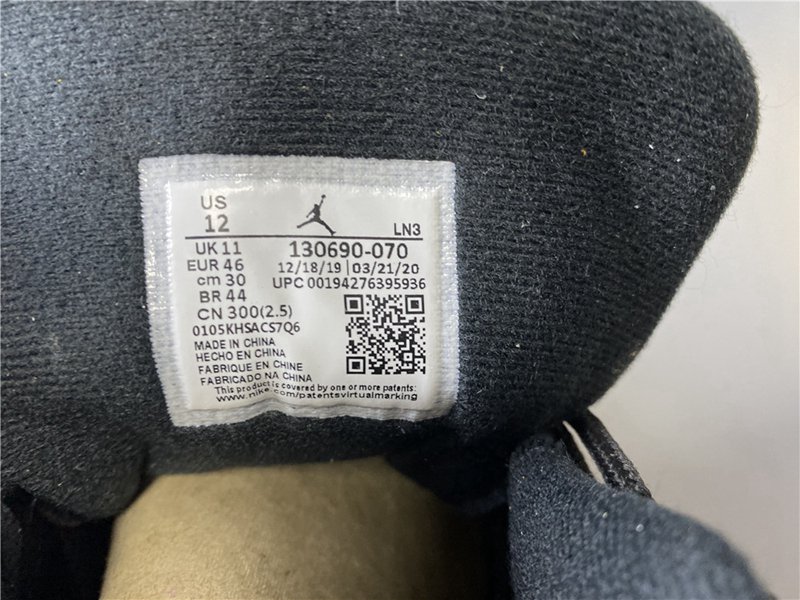 US
12
LN3
UK 11
130690-070
EUR 46
12/18/19 | 03/21/20
cm 30
UPC 00194276395936
BR 44
CN 300(2.5)
0105KHSACS7Q6
MADE IN CHINA
HECHO EN CHINA
FABRIQUE EN CHINE
FABRICADO NA CHINA
This product is covered by one or more patents:
www.nike.com/patentsvirtualmarking